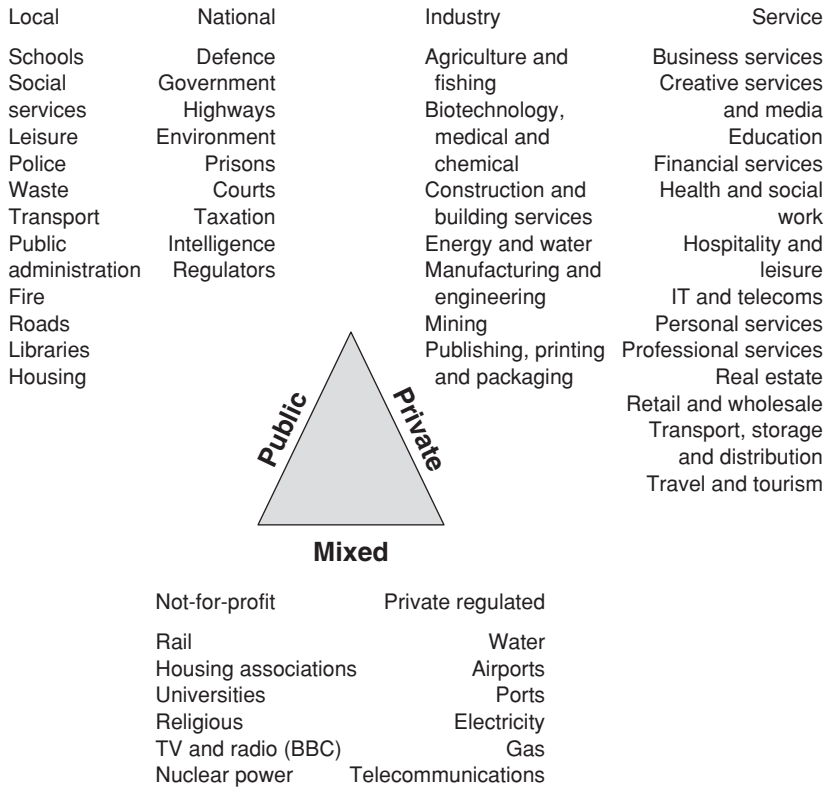 Local
Schools
Social
services
Leisure
Police
Waste
Transport
Public
administration
Fire
Roads
Libraries
Housing
National
Defence
Government
Highways
Environment
Prisons
Courts
Taxation
Intelligence
Regulators
Industry
Agriculture and
fishing
Biotechnology,
medical and
chemical
Construction and
building services
Energy and water
Manufacturing and
engineering
Mining
Publishing, printing
and packaging
Service
Business services
Creative services
and media
Education
Financial services
Health and social
work
Hospitality and
leisure
IT and telecoms
Personal services
Professional services
Real estate
Retail and wholesale
Transport, storage
and distribution
Travel and tourism
Public
Private
Mixed
Not-for-profit
Rail
Housing associations
Universities
Religious
TV and radio (BBC)
Nuclear power
Private regulated
Water
Airports
Ports
Electricity
Gas
Telecommunications